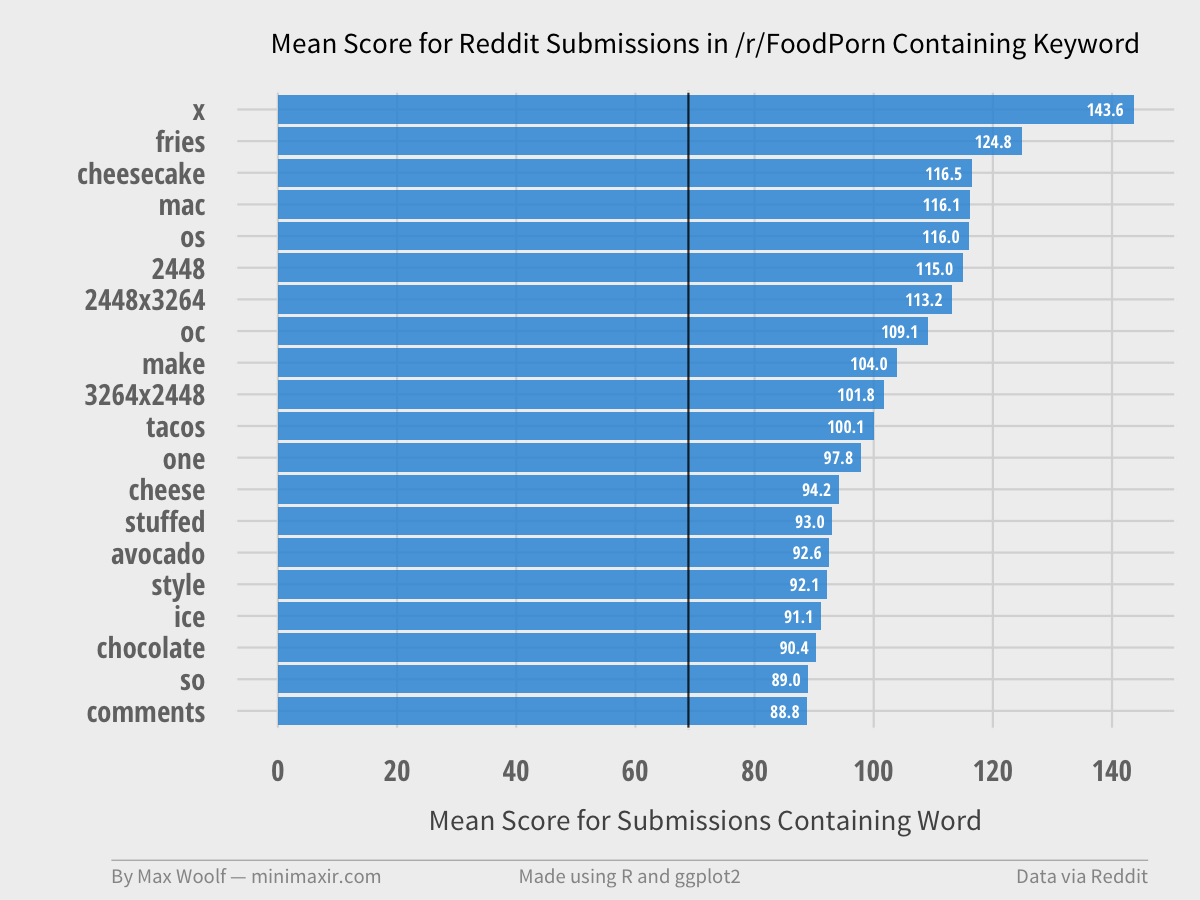 Mean Score for Reddit Submissions in /r/FoodPorn Containing Keyword
x 143.6
fries 124.8
cheesecake 116.5
mac 116.1
os 116.0
2448 115.0
2448x3264 113.2
oc 109.1
make 104.0
3264x2448 101.8
tacos 100.1
one 97.8
cheese 94.2
stuffed 93.0
avocado 92.6
style 92.1
ice 91.1
chocolate 90.4
so 89.0
comments 88.8
0 20 40 60 80 100 120 140
Mean Score for Submissions Containing Word
By Max Woolf — minimaxir.com Made using R and ggplot2 Data via Reddit